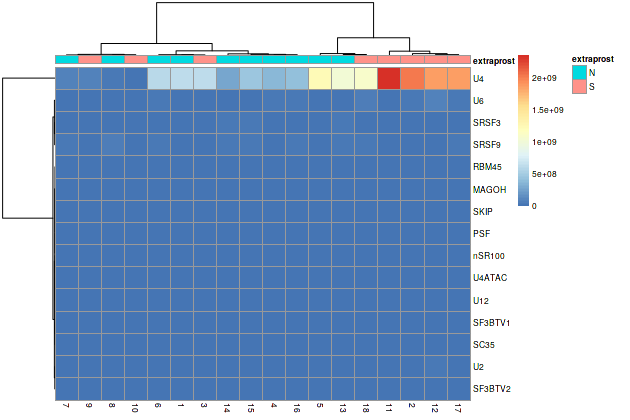 extraprost
extraprost
U4
N
S
2e+09
1.5e+09
1e+09
5e+08
0
U6
SRSF3
SRSF9
RBM45
MAGOH
SKIP
PSF
nSR100
U4ATAC
U12
SF3BTV1
SC35
U2
SF3BTV2
7 9 8 10 6 1 3 14 15 4 16 5 13 18 11 2 12 17